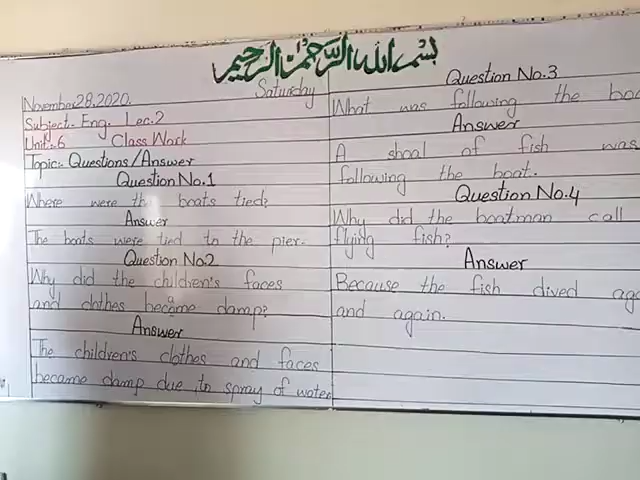 بسم اللہ الرحمٰن الرحیم
November 28, 2020.
Saturday
Subject:- Eng. Lec.2
Unit:-6 Class Work
Topic:- Questions/Answer
Question No.1
Where were the boats tied?
Answer
The boats were tied to the pier.
Question No.2
Why did the children's faces
and clothes became damp?
Answer
The children's clothes and faces
became damp due to spray of water
Question No.3
What was following the boa
Answer
A shoal of fish was
following the boat.
Question No.4
Why did the boatman call
flying fish?
Answer
Because the fish dived aga
and again.